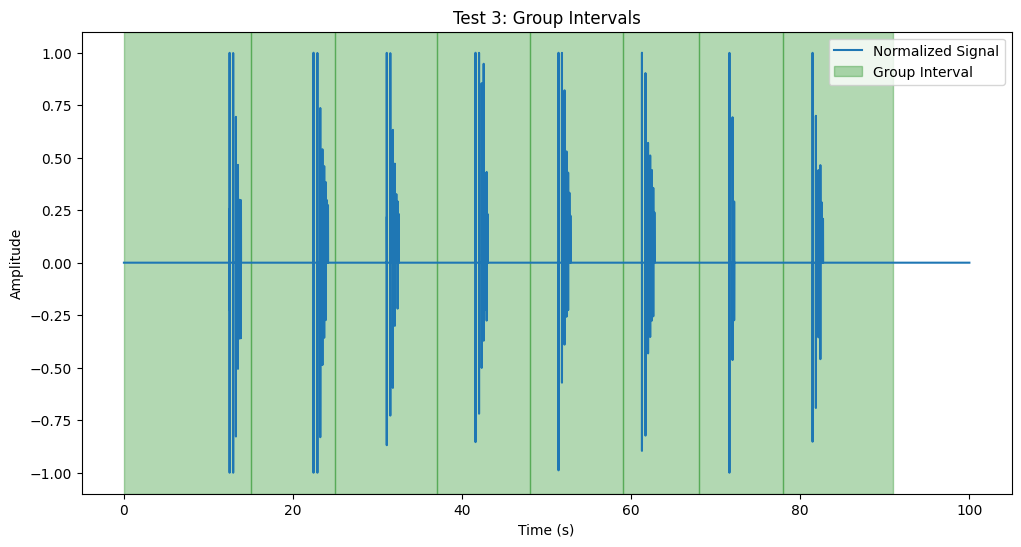 Test 3: Group Intervals
Normalized Signal
Group Interval
Amplitude
1.00
0.75
0.50
0.25
0.00
−0.25
−0.50
−0.75
−1.00
0 20 40 60 80 100
Time (s)